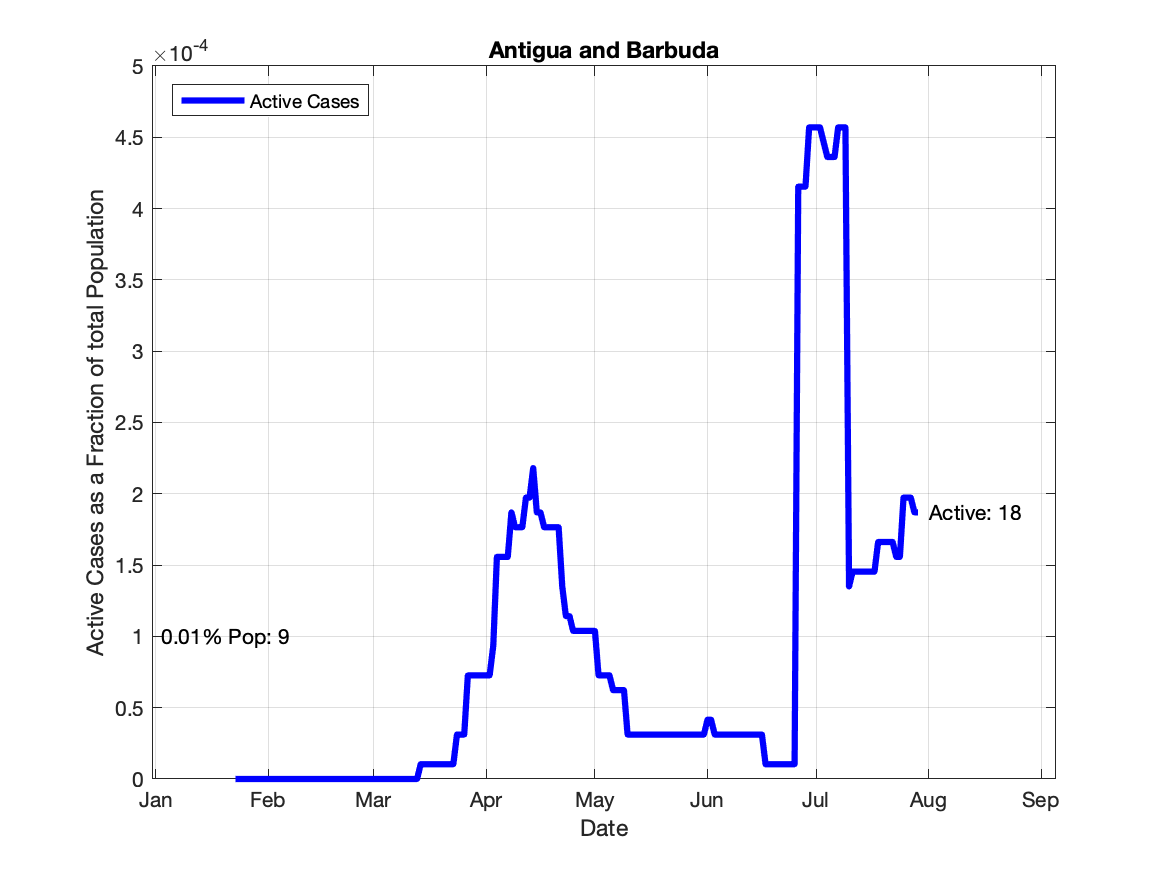 ×10-4
Antigua and Barbuda
Active Cases
Active Cases as a Fraction of total Population
5
4.5
4
3.5
3
2.5
2
1.5
1
0.5
0
Active: 18
0.01% Pop: 9
Jan Feb Mar Apr May Jun Jul Aug Sep
Date